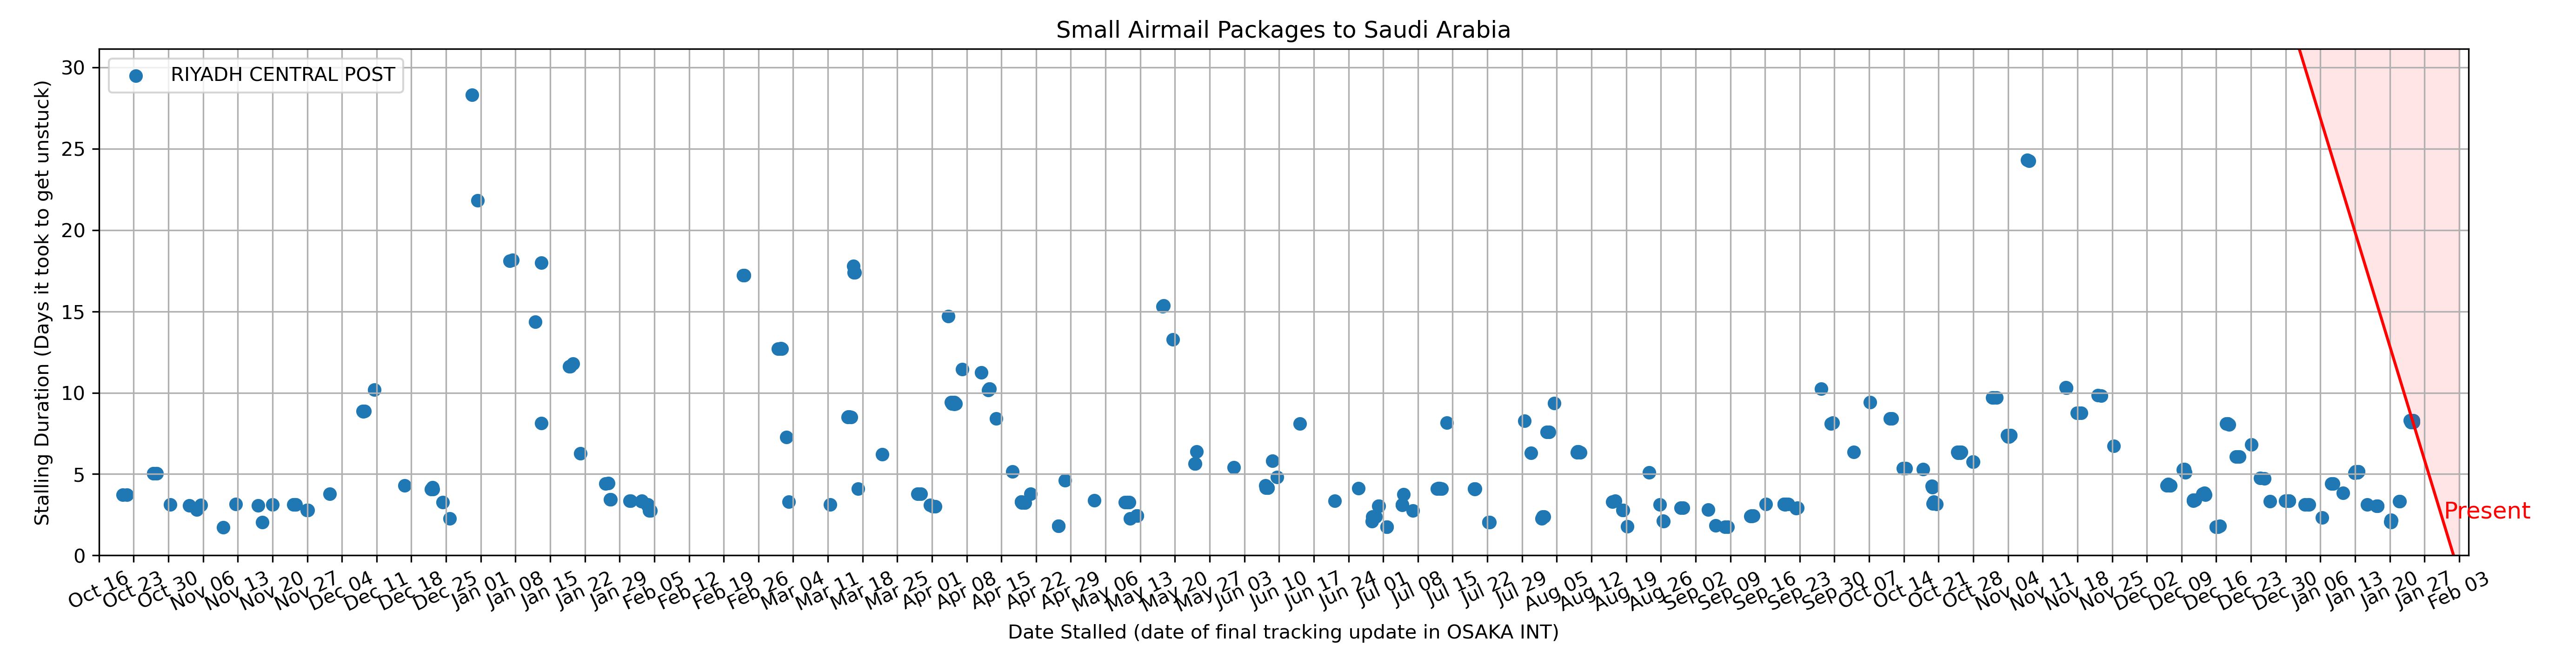 Small Airmail Packages to Saudi Arabia
RIYADH CENTRAL POST
Stalling Duration (Days it took to get unstuck)
30
25
20
15
10
5
0
Present
Oct 16 Oct 23 Oct 30 Nov 06 Nov 13 Nov 20 Nov 27 Dec 04 Dec 11 Dec 18 Dec 25 Jan 01 Jan 08 Jan 15 Jan 22 Jan 29 Feb 05 Feb 12 Feb 19 Feb 26 Mar 04 Mar 11 Mar 18 Mar 25 Apr 01 Apr 08 Apr 15 Apr 22 Apr 29 May 06 May 13 May 20 May 27 Jun 03 Jun 10 Jun 17 Jun 24 Jul 01 Jul 08 Jul 15 Jul 22 Jul 29 Aug 05 Aug 12 Aug 19 Aug 26 Sep 02 Sep 09 Sep 16 Sep 23 Sep 30 Oct 07 Oct 14 Oct 21 Oct 28 Nov 04 Nov 11 Nov 18 Nov 25 Dec 02 Dec 09 Dec 16 Dec 23 Dec 30 Jan 06 Jan 13 Jan 20 Jan 27 Feb 03
Date Stalled (date of final tracking update in OSAKA INT)